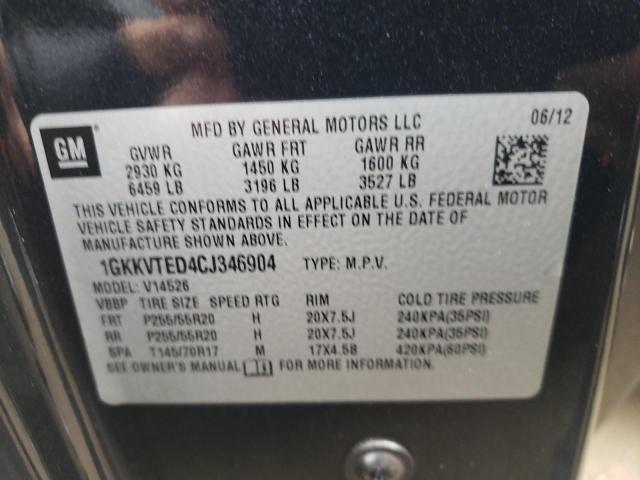 GM
MFD BY GENERAL MOTORS LLC 06/12
GVWR GAWR FRT GAWR RR
2930 KG 1450 KG 1600 KG
6459 LB 3196 LB 3527 LB
THIS VEHICLE CONFORMS TO ALL APPLICABLE U.S. FEDERAL MOTOR
VEHICLE SAFETY STANDARDS IN EFFECT ON THE DATE OF
MANUFACTURE SHOWN ABOVE.
1GKKVTED4CJ346904 TYPE: M.P.V.
MODEL: V14526
VBBP TIRE SIZE SPEED RTG RIM COLD TIRE PRESSURE
FRT P255/55R20 H 20X7.5J 240KPA(35PSI)
RR P255/55R20 H 20X7.5J 240KPA(35PSI)
SPA T145/70R17 M 17X4.5B 420KPA(60PSI)
SEE OWNER'S MANUAL FOR MORE INFORMATION.